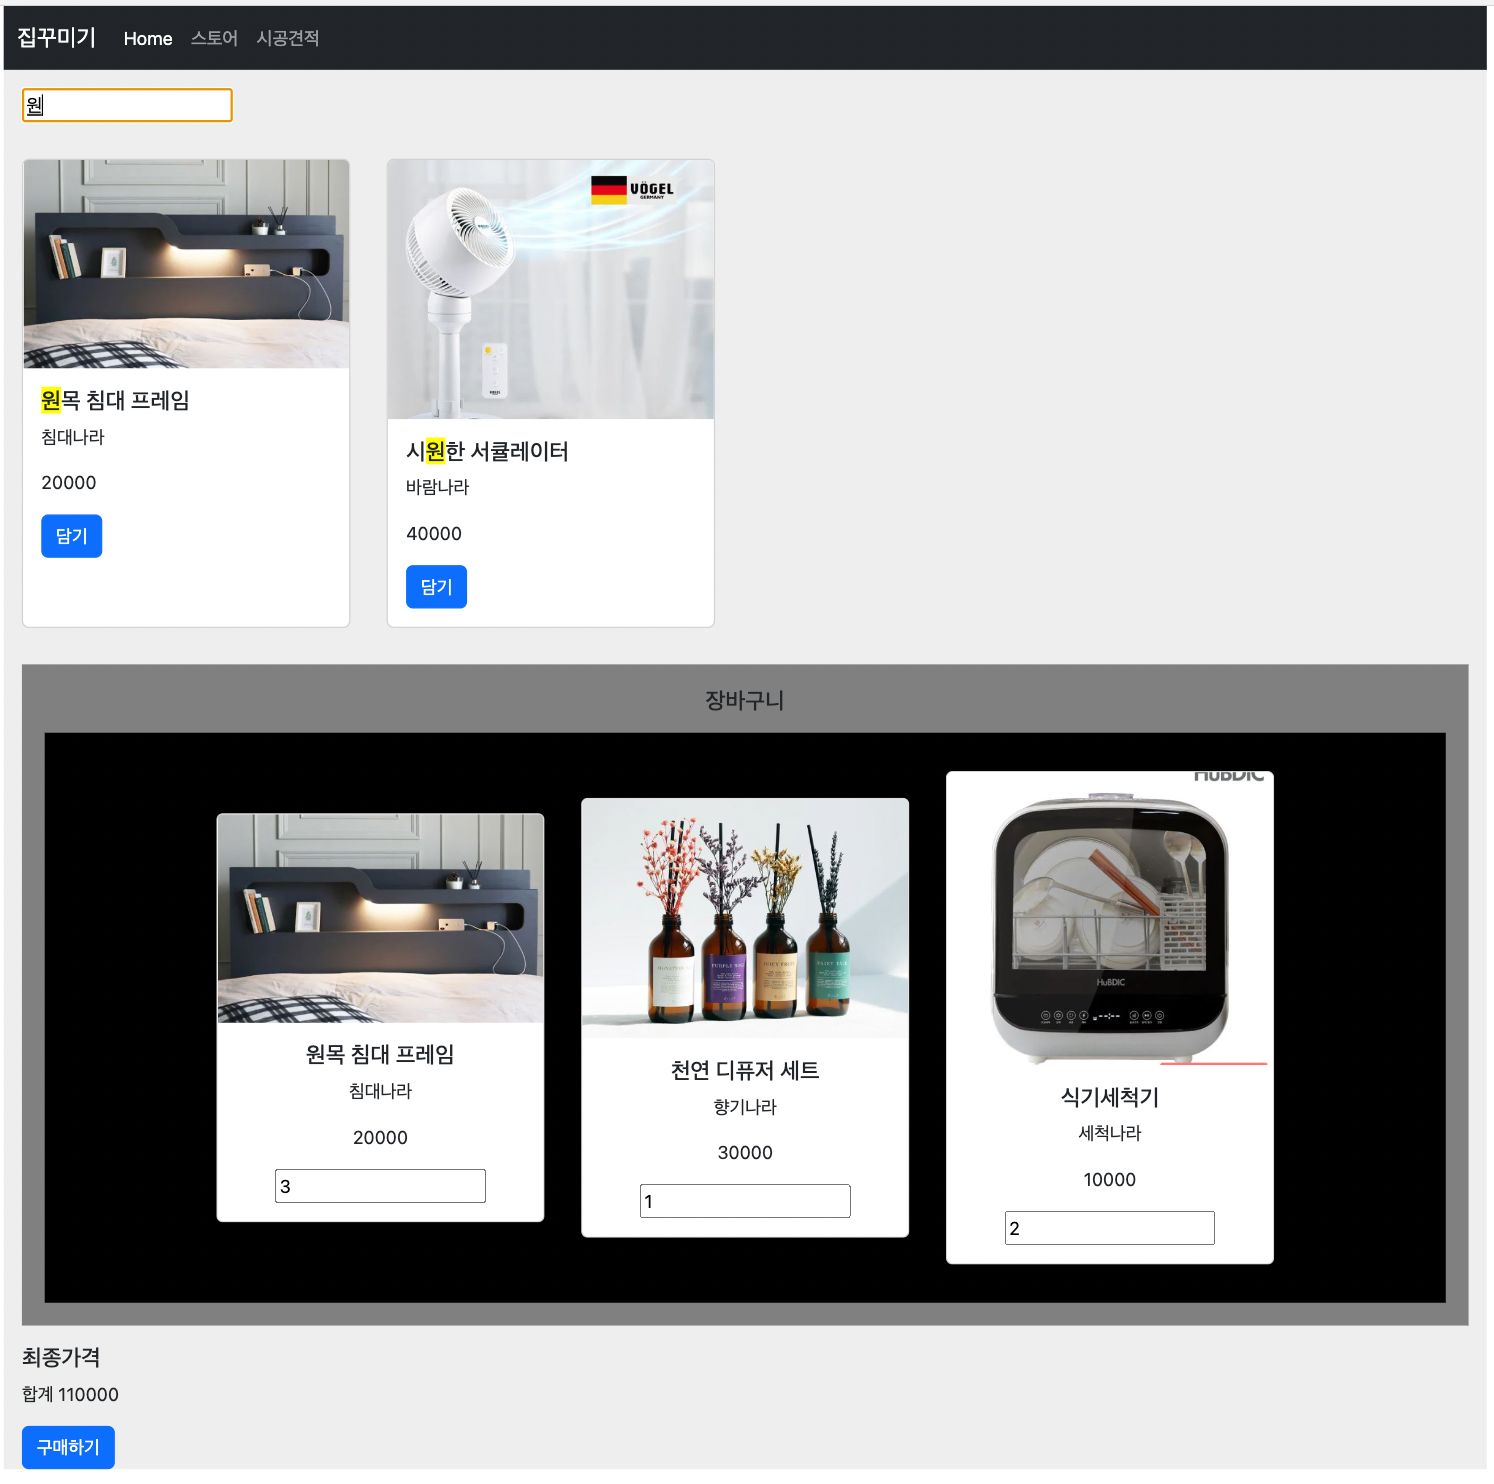 집꾸미기 Home 스토어 시공견적
원
VÖGEL
GERMANY
원목 침대 프레임
침대나라
20000
담기
시원한 서큘레이터
바람나라
40000
담기
장바구니
원목 침대 프레임
침대나라
20000
3
천연 디퓨저 세트
향기나라
30000
1
HUBDIC
HUBDIC
식기세척기
세척나라
10000
2
최종가격
합계 110000
구매하기